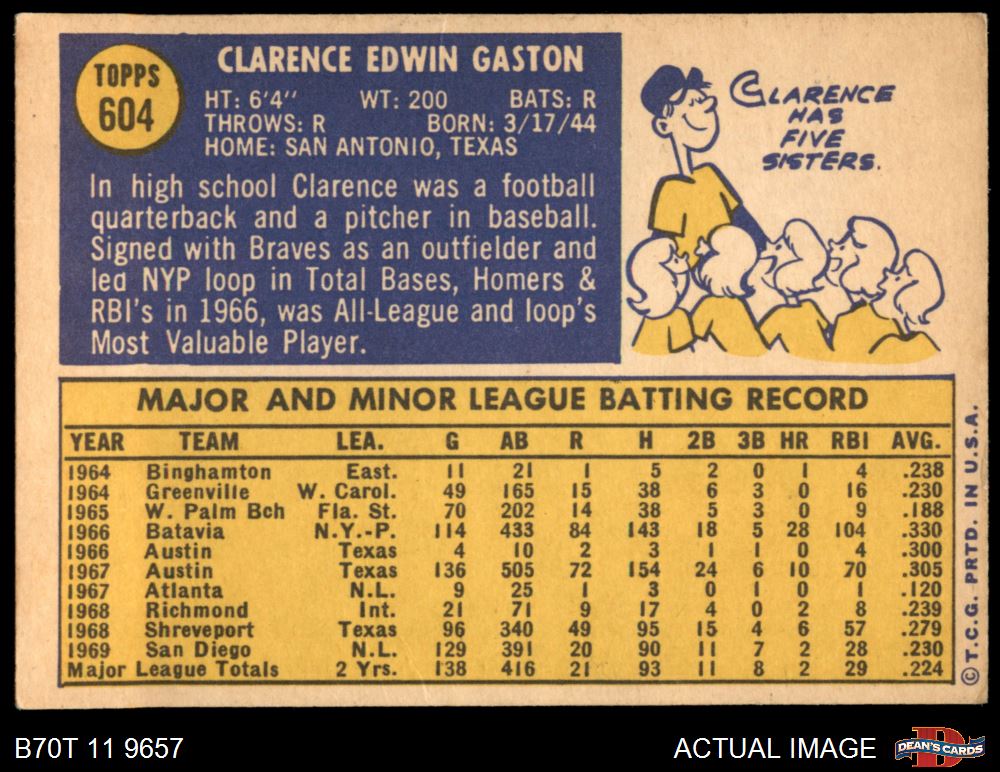 TOPPS
604
CLARENCE EDWIN GASTON
HT: 6'4" WT: 200 BATS: R
THROWS: R BORN: 3/17/44
HOME: SAN ANTONIO, TEXAS
In high school Clarence was a football
quarterback and a pitcher in baseball.
Signed with Braves as an outfielder and
led NYP loop in Total Bases, Homers &
RBI's in 1966, was All-League and loop's
Most Valuable Player.
CLARENCE
HAS
FIVE
SISTERS.
MAJOR AND MINOR LEAGUE BATTING RECORD
YEAR TEAM LEA. G AB R H 2B 3B HR RBI AVG.
1964 Binghamton East. 11 21 1 5 2 0 1 4 .238
1964 Greenville W. Carol. 49 165 15 38 6 3 0 16 .230
1965 W. Palm Bch Fla. St. 70 202 14 38 5 3 0 9 .188
1966 Batavia N.Y.-P. 114 433 84 143 18 5 28 104 .330
1966 Austin Texas 4 10 2 3 1 1 0 4 .300
1967 Austin Texas 136 505 72 154 24 6 10 70 .305
1967 Atlanta N.L. 9 25 1 3 0 1 0 1 .120
1968 Richmond Int. 21 71 9 17 4 0 2 8 .239
1968 Shreveport Texas 96 340 49 95 15 4 6 57 .279
1969 San Diego N.L. 129 391 20 90 11 7 2 28 .230
Major League Totals 2 Yrs. 138 416 21 93 11 8 2 29 .224
© T.C.G. PRTD. IN U.S.A.
B70T 11 9657
ACTUAL IMAGE
D
DEAN'S CARDS